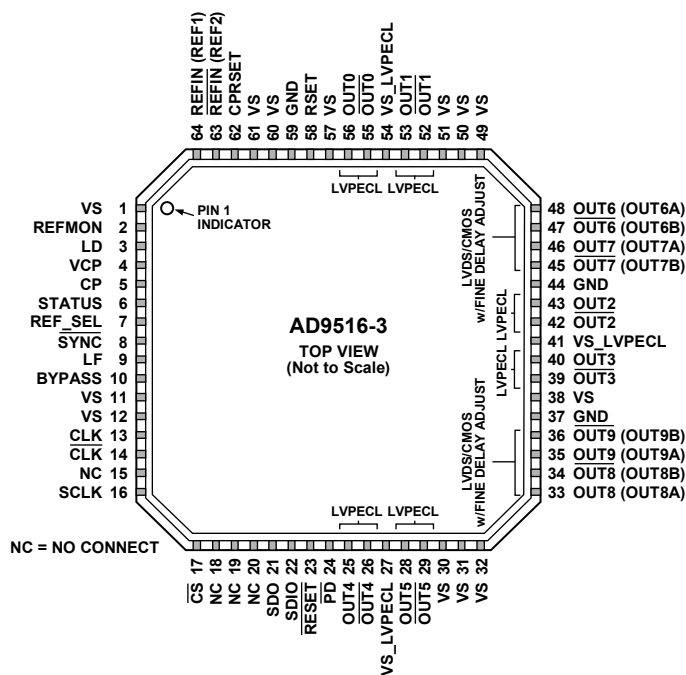 64 REFIN (REF1)
63 REFIN (REF2)
62 CPRSET
61 VS
60 VS
59 GND
58 RSET
57 VS
56 OUT0
55 OUT0
54 VS_LVPECL
53 OUT1
52 OUT1
51 VS
50 VS
49 VS
LVPECL
LVPECL
VS 1
REFMON 2
LD 3
VCP 4
CP 5
STATUS 6
REF_SEL 7
SYNC 8
LF 9
BYPASS 10
VS 11
VS 12
CLK 13
CLK 14
NC 15
SCLK 16
PIN 1
INDICATOR
AD9516-3
TOP VIEW
(Not to Scale)
LVDS/CMOS
w/FINE DELAY ADJUST
LVPECL
LVPECL
LVDS/CMOS
w/FINE DELAY ADJUST
48 OUT6 (OUT6A)
47 OUT6 (OUT6B)
46 OUT7 (OUT7A)
45 OUT7 (OUT7B)
44 GND
43 OUT2
42 OUT2
41 VS_LVPECL
40 OUT3
39 OUT3
38 VS
37 GND
36 OUT9 (OUT9B)
35 OUT9 (OUT9A)
34 OUT8 (OUT8B)
33 OUT8 (OUT8A)
LVPECL
LVPECL
NC = NO CONNECT
CS 17
NC 18
NC 19
NC 20
SDO 21
SDIO 22
RESET 23
PD 24
OUT4 25
OUT4 26
VS_LVPECL 27
OUT5 28
OUT5 29
VS 30
VS 31
VS 32